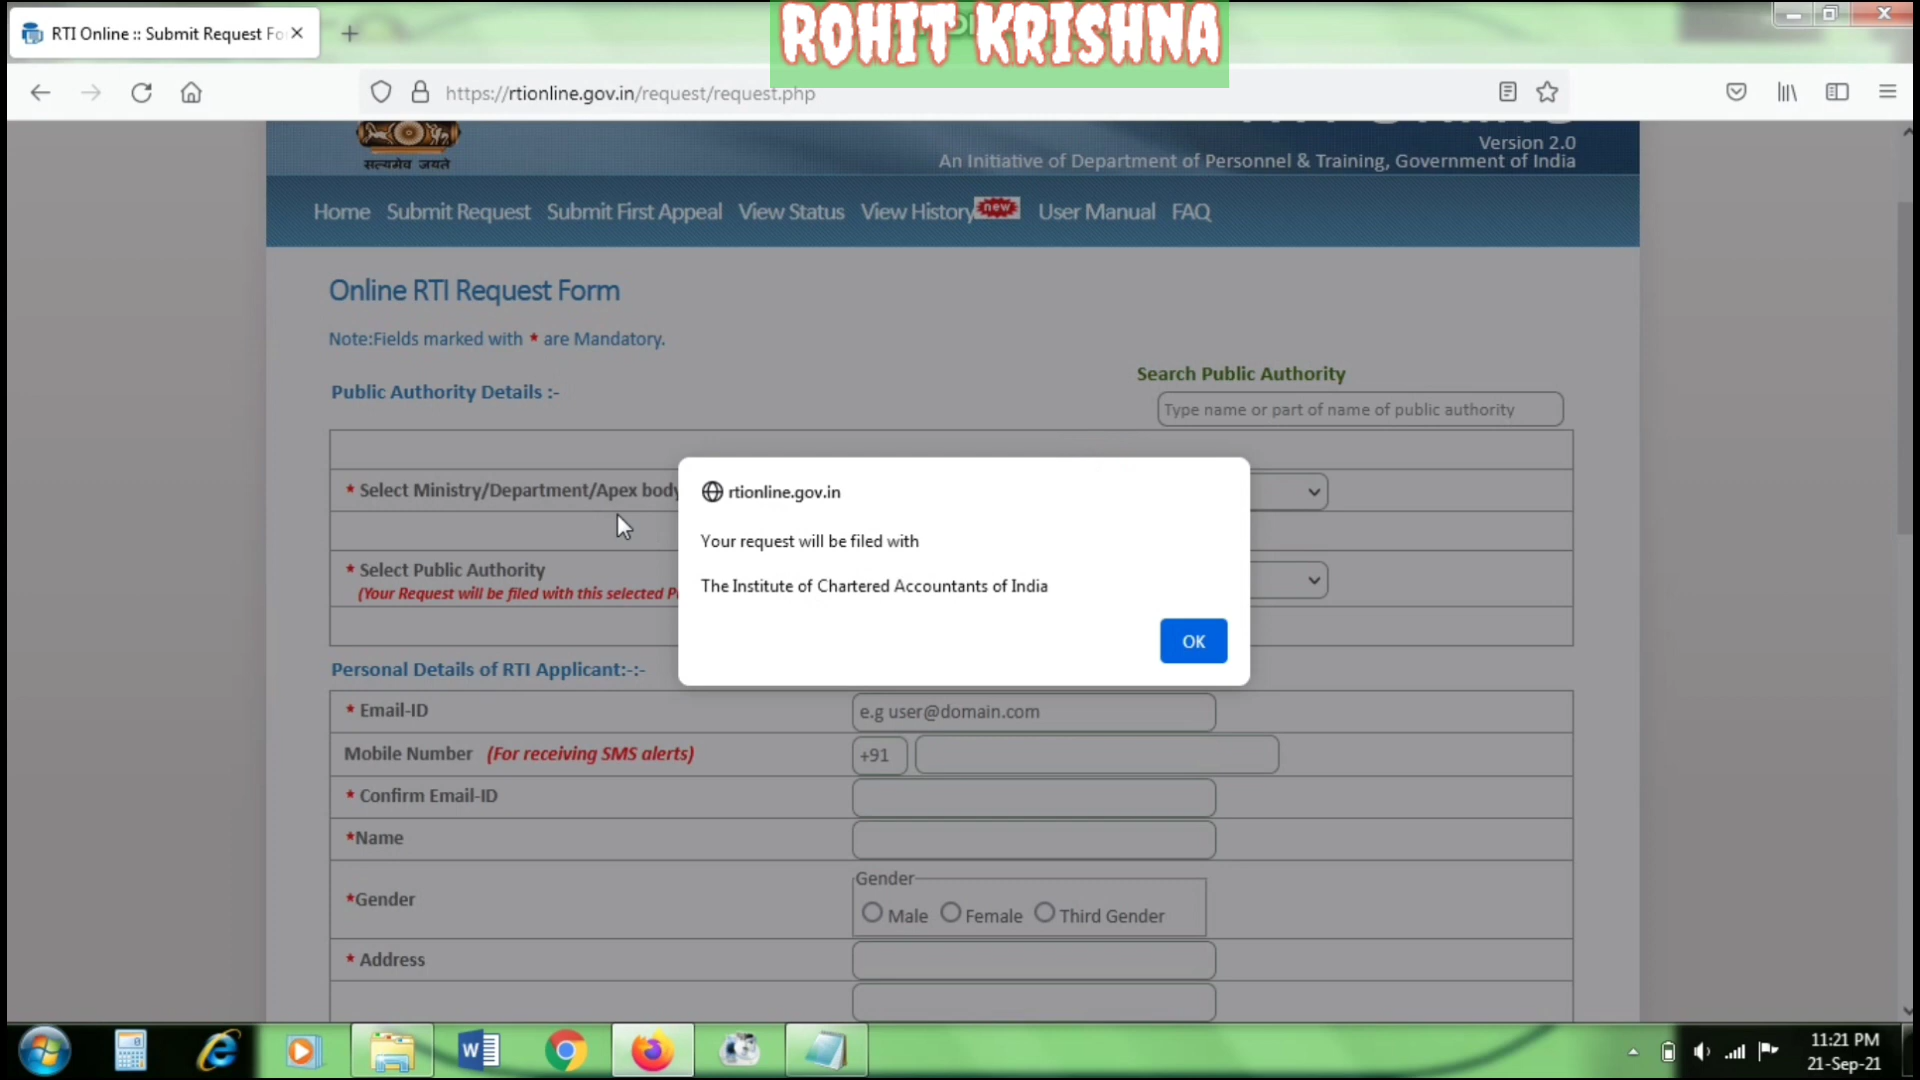 ROHIT KRISHNA
RTI Online :: Submit Request Fo
https://rtionline.gov.in/request/request.php
सत्यमेव जयते
Version 2.0
An Initiative of Department of Personnel & Training, Government of India
Home Submit Request Submit First Appeal View Status View History new User Manual FAQ
Online RTI Request Form
Note:Fields marked with * are Mandatory.
Search Public Authority
Public Authority Details :-
Type name or part of name of public authority
* Select Ministry/Department/Apex body
rtionline.gov.in
Your request will be filed with
The Institute of Chartered Accountants of India
OK
* Select Public Authority
(Your Request will be filed with this selected P
Personal Details of RTI Applicant:-:-
* Email-ID
e.g user@domain.com
Mobile Number (For receiving SMS alerts)
+91
* Confirm Email-ID
*Name
*Gender
Gender
Male Female Third Gender
* Address
11:21 PM
21-Sep-21